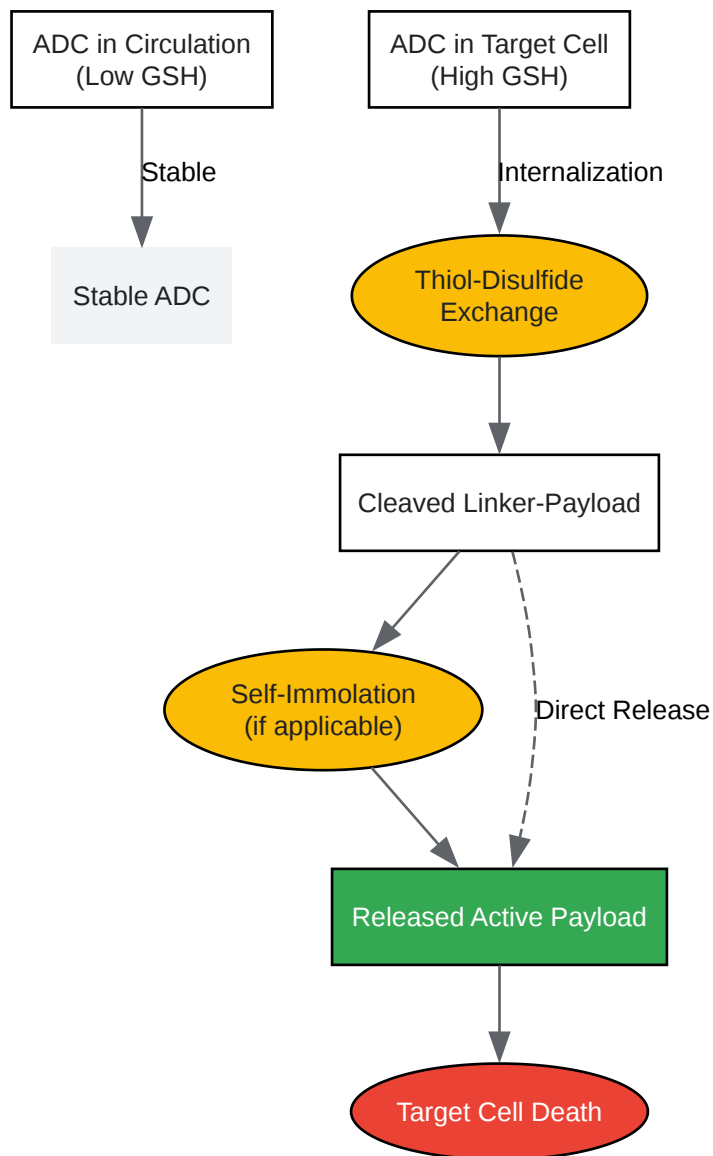 ADC in Circulation
(Low GSH)
ADC in Target Cell
(High GSH)
Stable
Internalization
Stable ADC
Thiol-Disulfide
Exchange
Cleaved Linker-Payload
Self-Immolation
(if applicable)
Direct Release
Released Active Payload
Target Cell Death